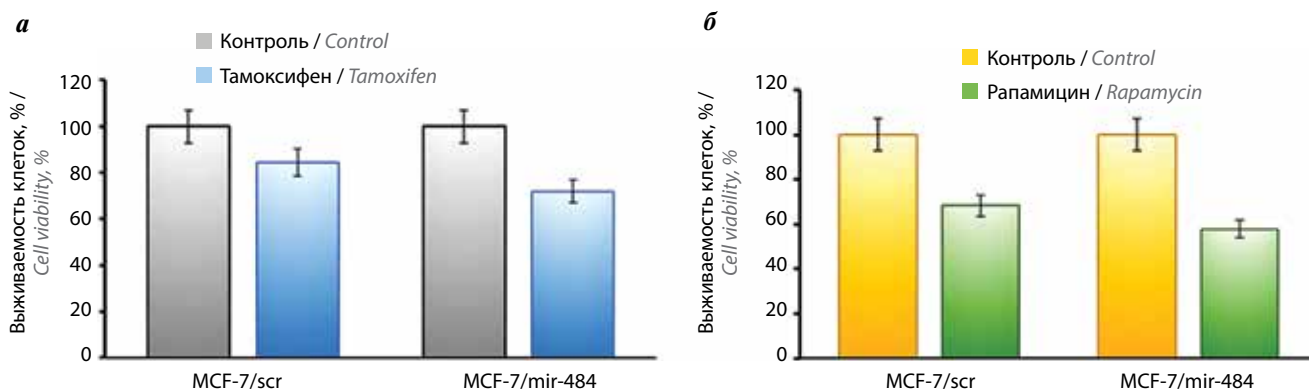 а
Контроль / Control
Тамоксифен / Tamoxifen
Выживаемость клеток, % /
Cell viability, %
120
100
80
60
40
20
0
MCF-7/scr
MCF-7/mir-484
б
Контроль / Control
Рапамицин / Rapamycin
Выживаемость клеток, % /
Cell viability, %
120
100
80
60
40
20
0
MCF-7/scr
MCF-7/mir-484